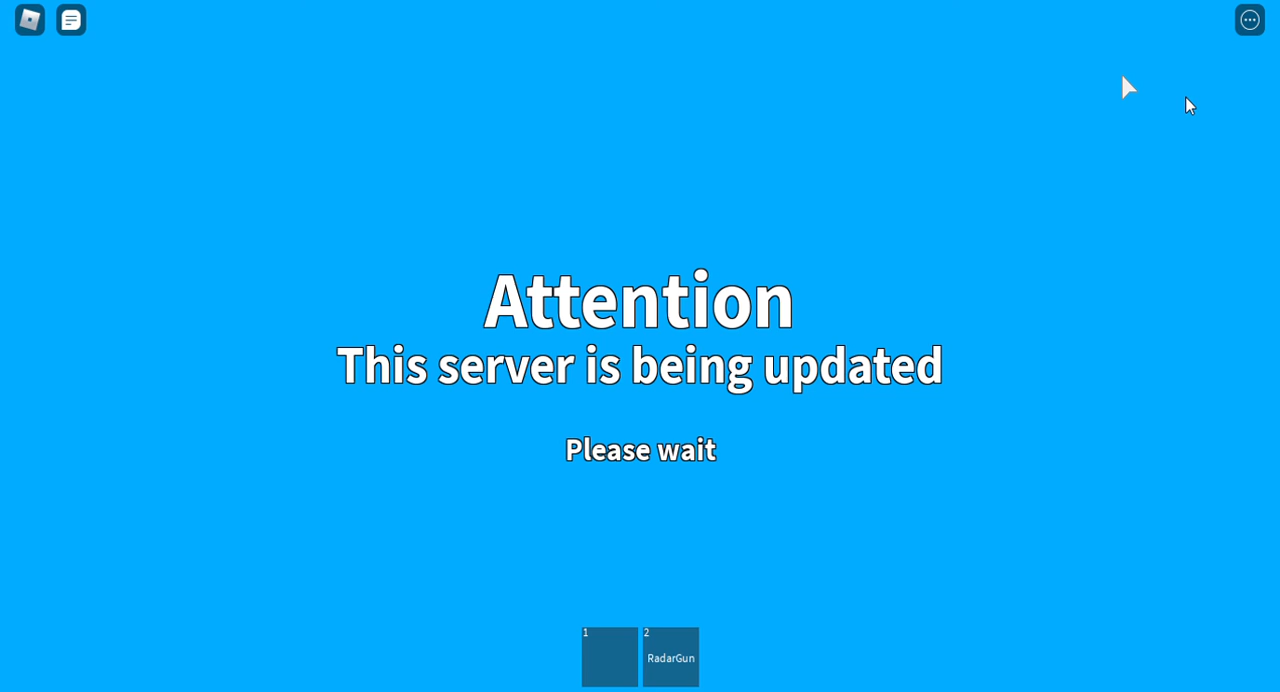 Attention
This server is being updated
Please wait
1
2
RadarGun